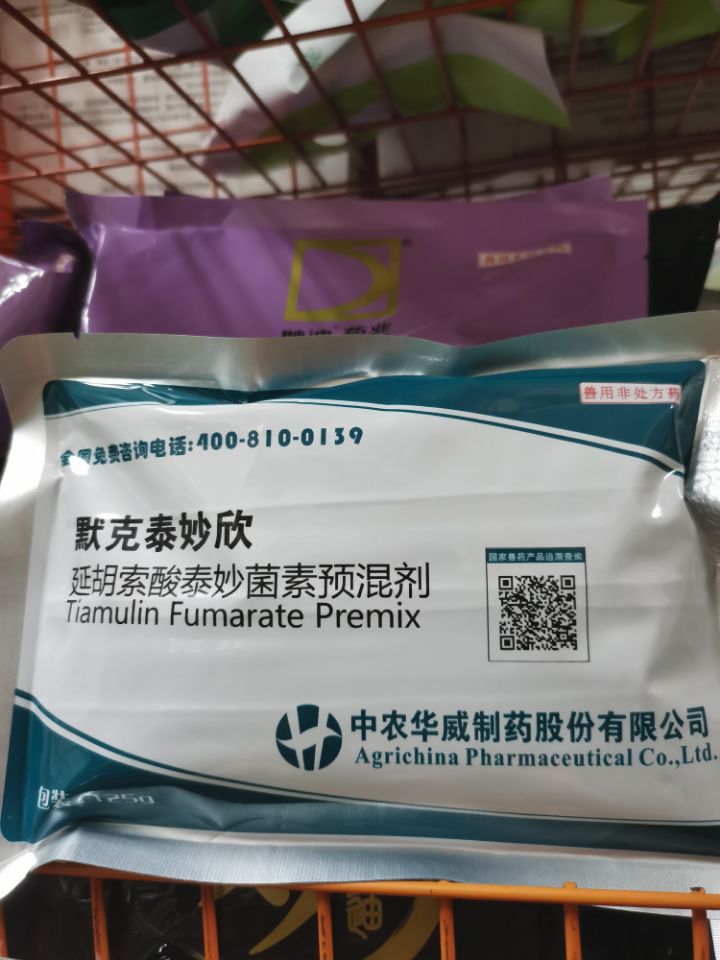 兽用非处方药
全国免费咨询电话:400-810-0139
默克泰妙欣
延胡索酸泰妙菌素预混剂
Tiamulin Fumarate Premix
国家兽药产品追溯查询
中农华威制药股份有限公司
Agrichina Pharmaceutical Co.,Ltd.
包装:125g